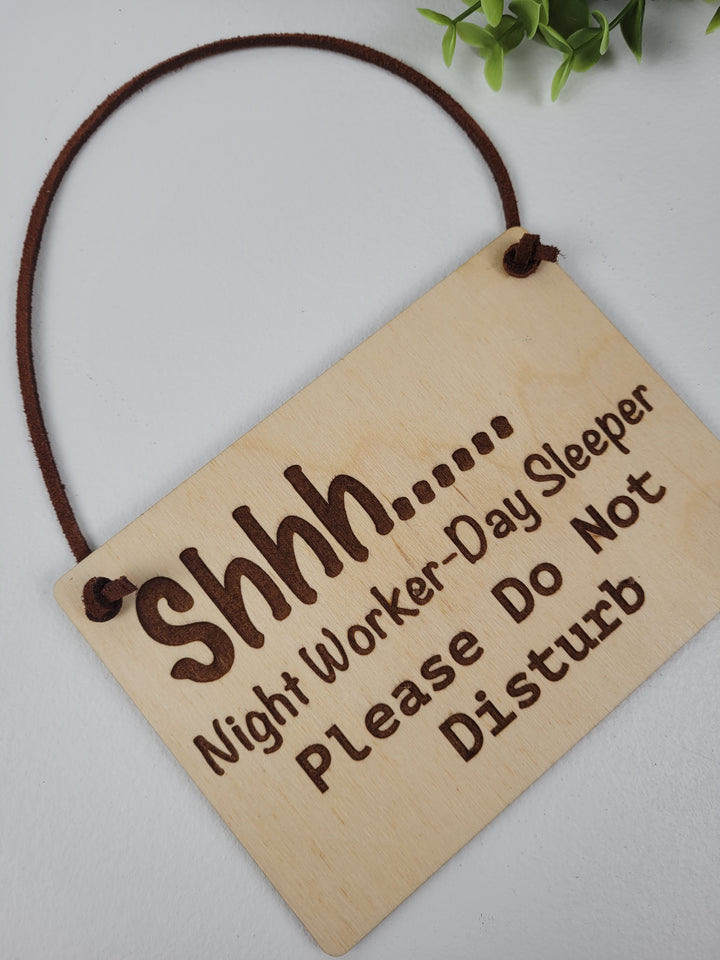 Shhh......
Night Worker-Day Sleeper
Please Do Not
Disturb